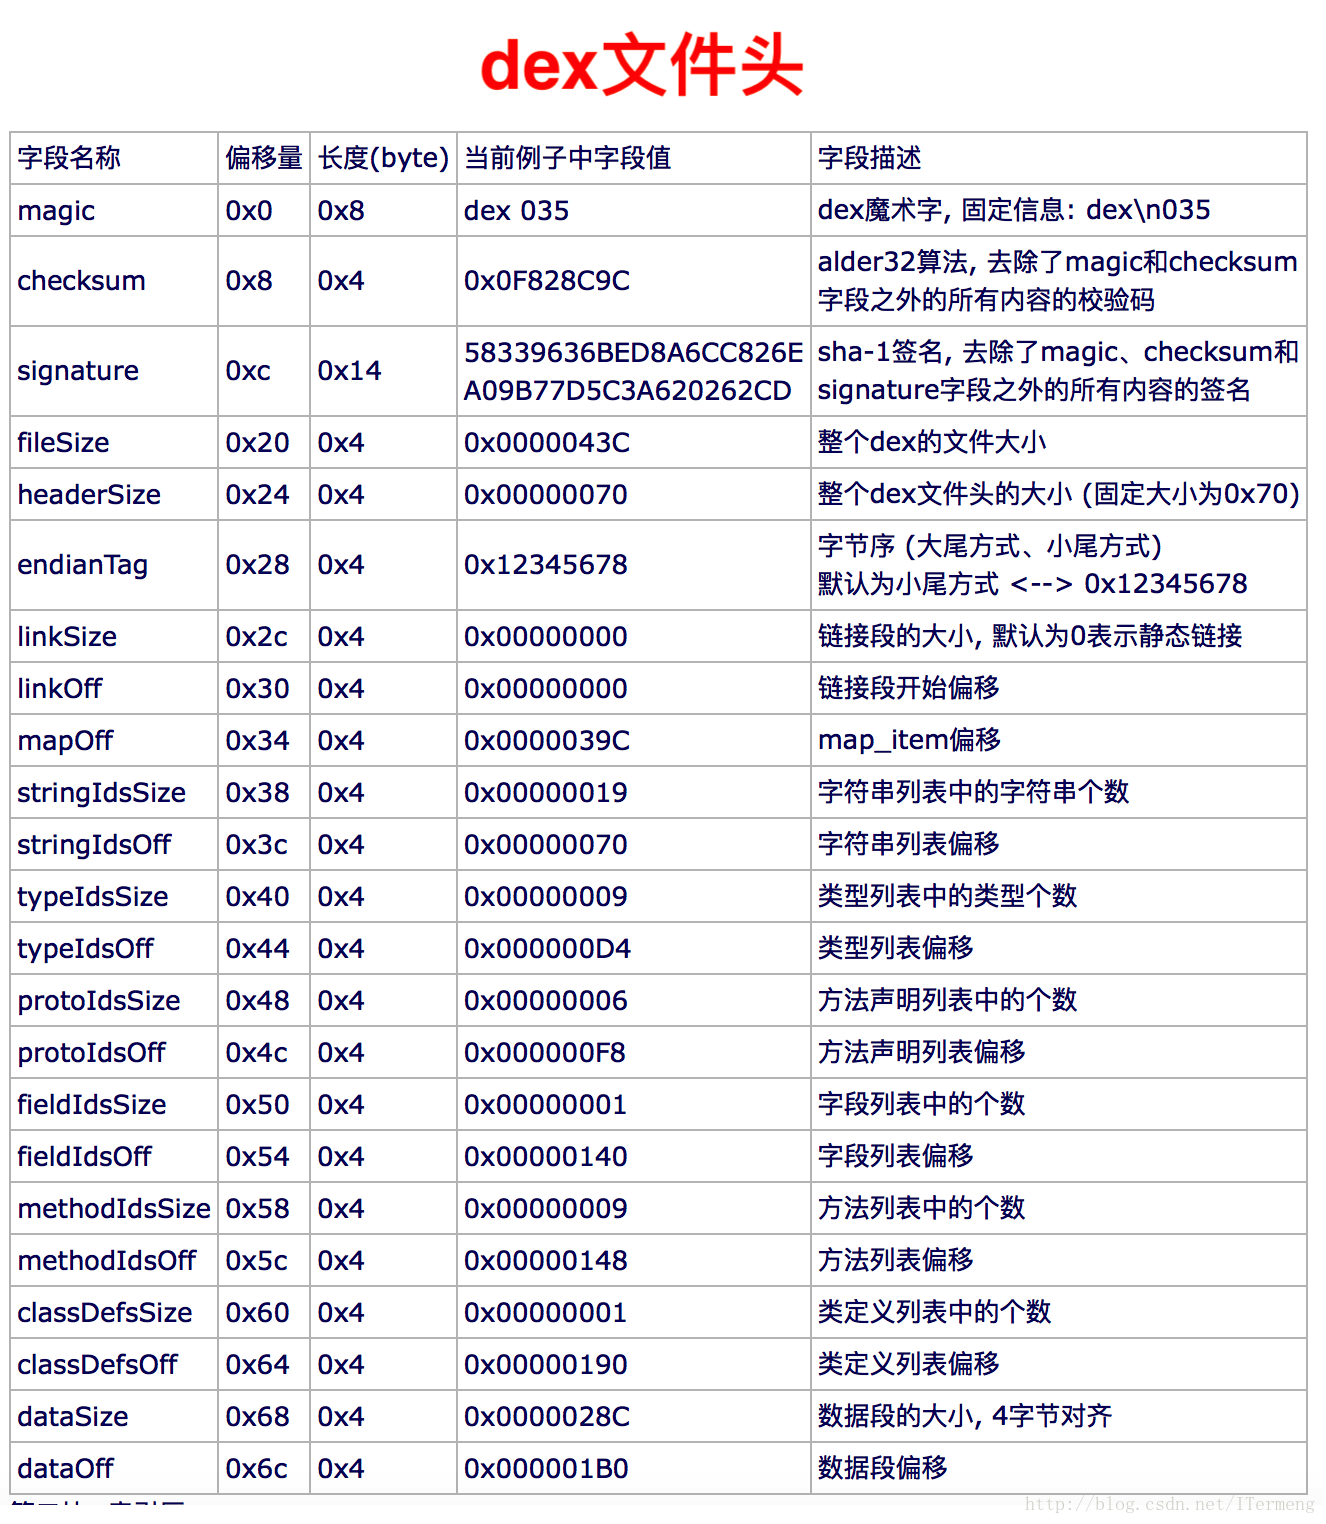 dex文件头
字段名称 偏移量 长度(byte) 当前例子中字段值 字段描述
magic 0x0 0x8 dex 035 dex魔术字, 固定信息: dex\n035
checksum 0x8 0x4 0x0F828C9C alder32算法, 去除了magic和checksum
字段之外的所有内容的校验码
signature 0xc 0x14 58339636BED8A6CC826E
A09B77D5C3A620262CD sha-1签名, 去除了magic、checksum和
signature字段之外的所有内容的签名
fileSize 0x20 0x4 0x0000043C 整个dex的文件大小
headerSize 0x24 0x4 0x00000070 整个dex文件头的大小 (固定大小为0x70)
endianTag 0x28 0x4 0x12345678 字节序 (大尾方式、小尾方式)
默认为小尾方式 <--> 0x12345678
linkSize 0x2c 0x4 0x00000000 链接段的大小, 默认为0表示静态链接
linkOff 0x30 0x4 0x00000000 链接段开始偏移
mapOff 0x34 0x4 0x0000039C map_item偏移
stringIdsSize 0x38 0x4 0x00000019 字符串列表中的字符串个数
stringIdsOff 0x3c 0x4 0x00000070 字符串列表偏移
typeIdsSize 0x40 0x4 0x00000009 类型列表中的类型个数
typeIdsOff 0x44 0x4 0x000000D4 类型列表偏移
protoIdsSize 0x48 0x4 0x00000006 方法声明列表中的个数
protoIdsOff 0x4c 0x4 0x000000F8 方法声明列表偏移
fieldIdsSize 0x50 0x4 0x00000001 字段列表中的个数
fieldIdsOff 0x54 0x4 0x00000140 字段列表偏移
methodIdsSize 0x58 0x4 0x00000009 方法列表中的个数
methodIdsOff 0x5c 0x4 0x00000148 方法列表偏移
classDefsSize 0x60 0x4 0x00000001 类定义列表中的个数
classDefsOff 0x64 0x4 0x00000190 类定义列表偏移
dataSize 0x68 0x4 0x0000028C 数据段的大小, 4字节对齐
dataOff 0x6c 0x4 0x000001B0 数据段偏移
http://blog.csdn.net/ITermeng